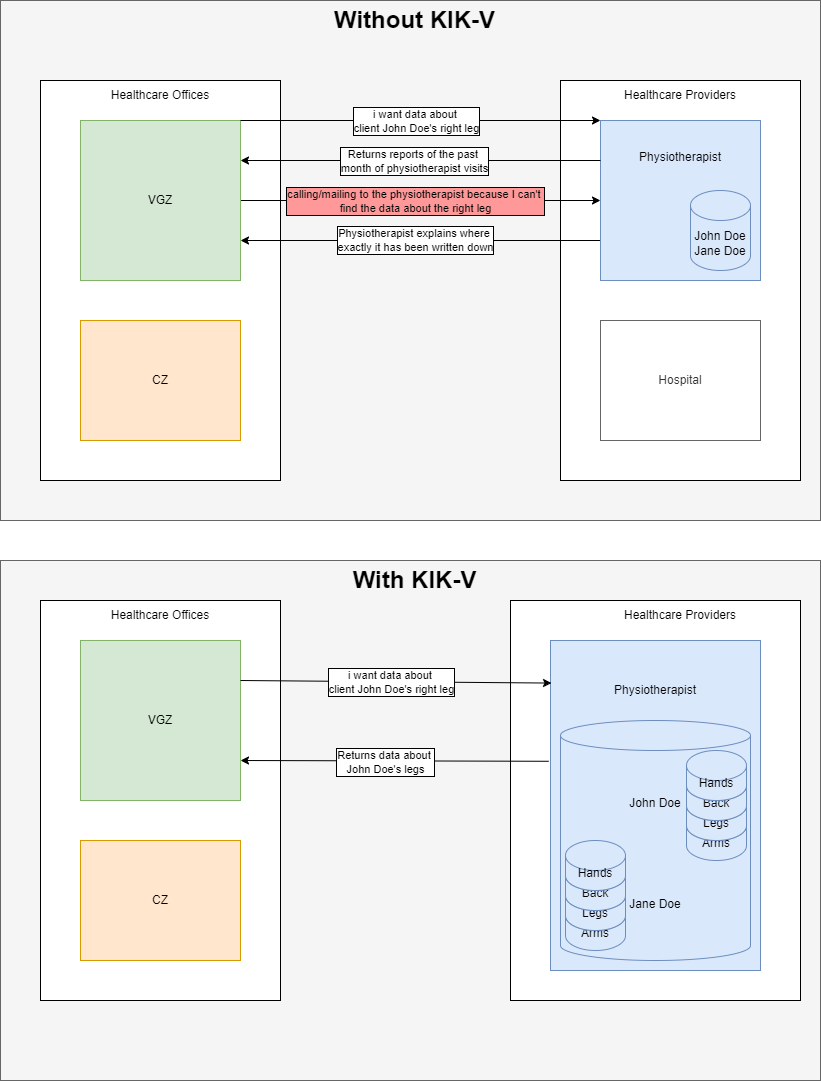 Without KIK-V
Healthcare Offices
Healthcare Providers
VGZ
i want data about
client John Doe's right leg
Returns reports of the past
month of physiotherapist visits
calling/mailing to the physiotherapist because I can't
find the data about the right leg
Physiotherapist explains where
exactly it has been written down
Physiotherapist
John Doe
Jane Doe
CZ
Hospital
With KIK-V
Healthcare Offices
Healthcare Providers
VGZ
i want data about
client John Doe's right leg
Returns data about
John Doe's legs
Physiotherapist
John Doe
Hands
Back
Legs
Arms
Hands
Back
Legs
Arms
Jane Doe
CZ